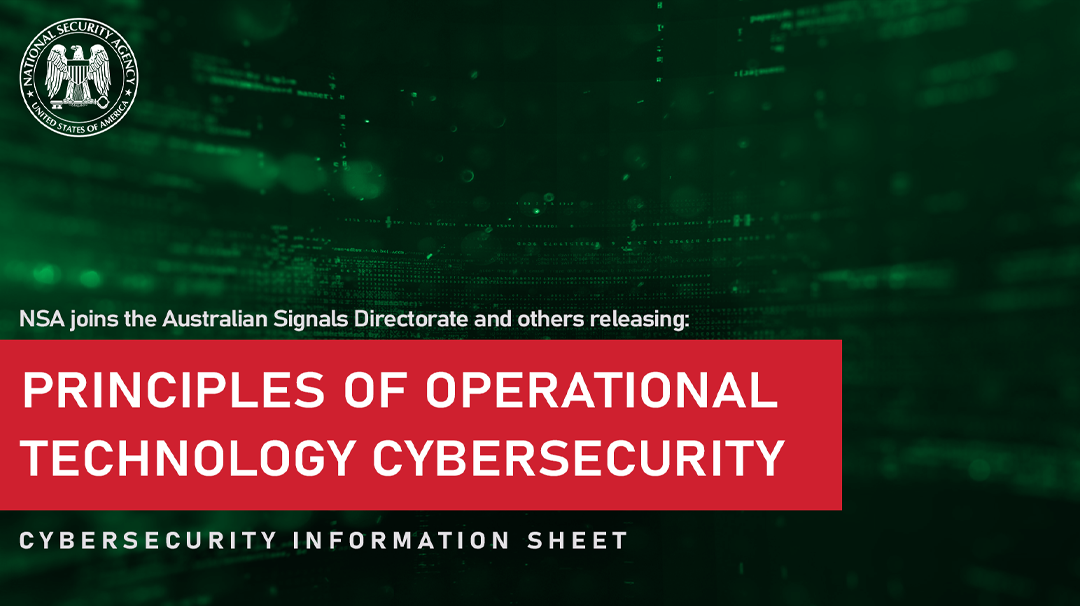 NATIONAL SECURITY AGENCY
UNITED STATES OF AMERICA
NSA joins the Australian Signals Directorate and others releasing:
PRINCIPLES OF OPERATIONAL
TECHNOLOGY CYBERSECURITY
CYBERSECURITY INFORMATION SHEET